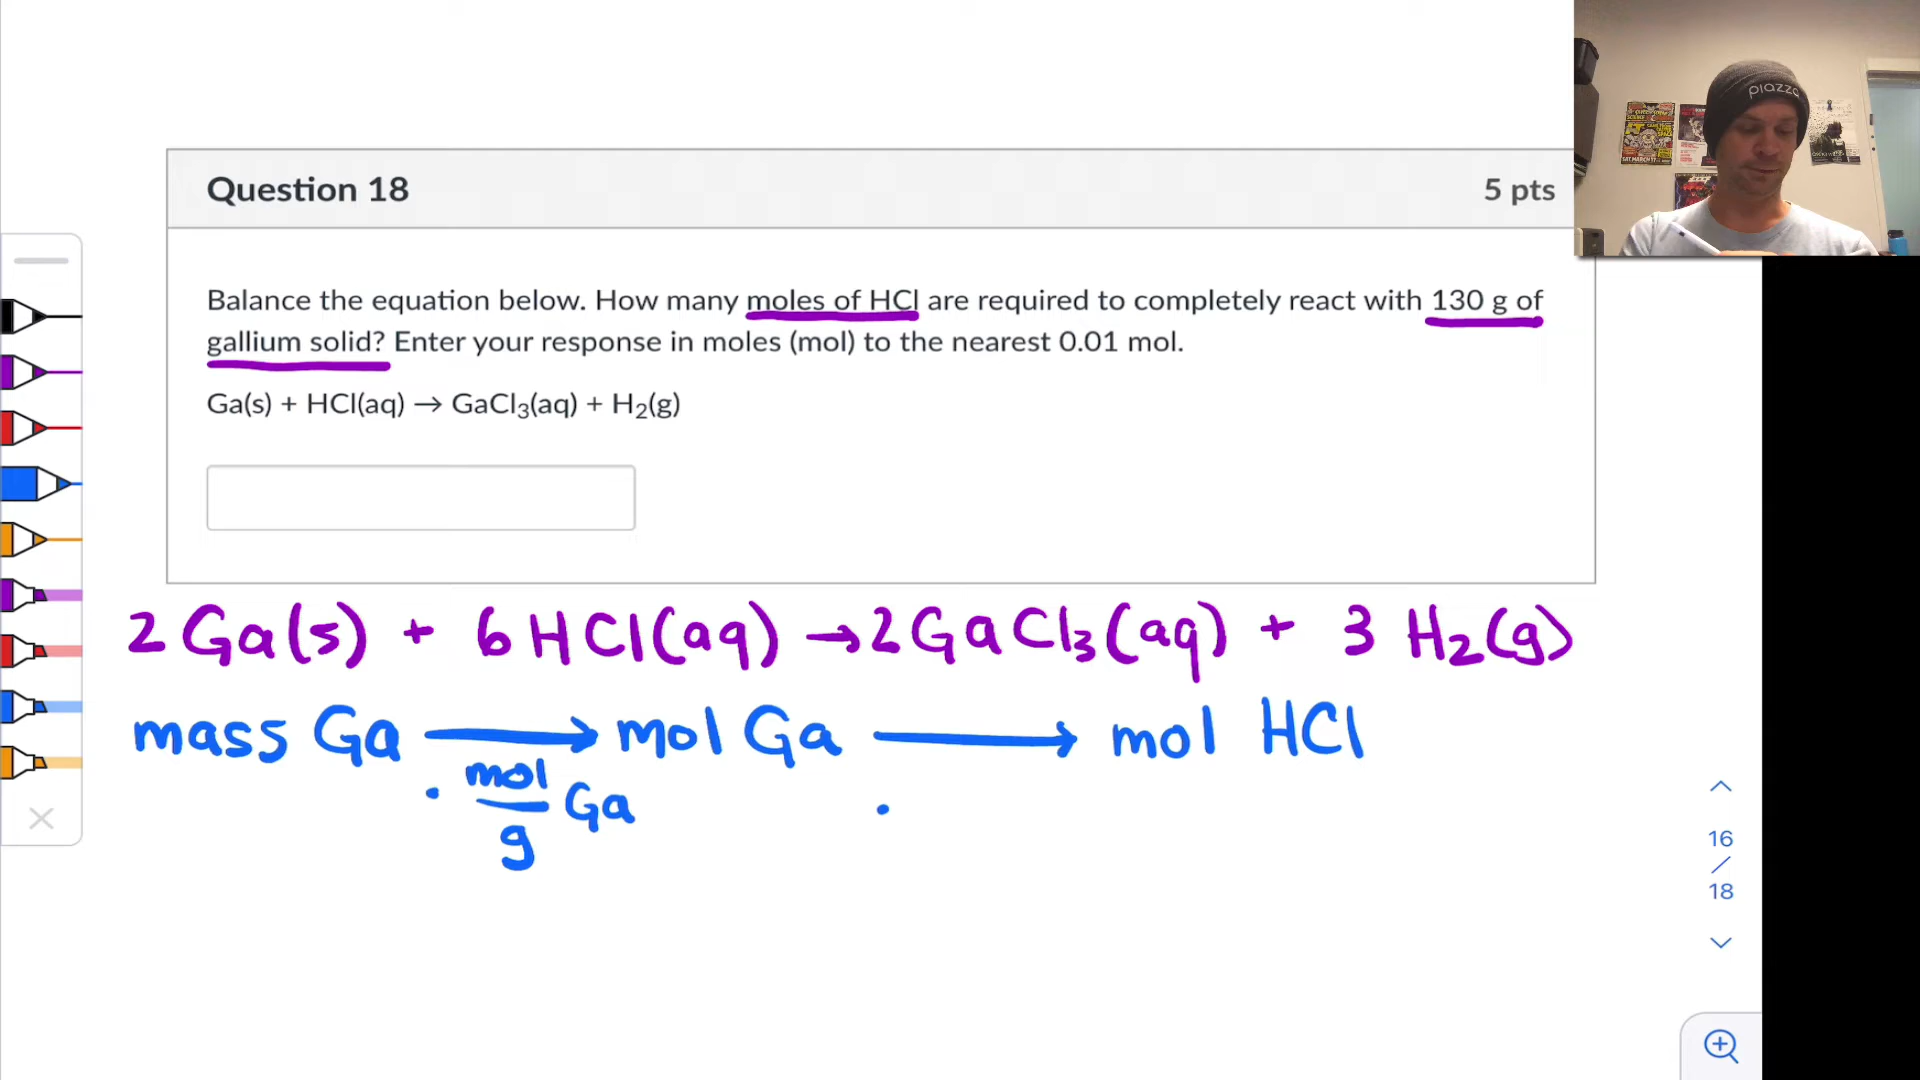 piazza
Question 18
5 pts
Balance the equation below. How many moles of HCl are required to completely react with 130 g of
gallium solid? Enter your response in moles (mol) to the nearest 0.01 mol.
Ga(s) + HCl(aq) → GaCl₃(aq) + H₂(g)
2 Ga(s) + 6 HCl(aq) → 2 GaCl₃(aq) + 3 H₂(g)
mass Ga → mol Ga → mol HCl
· mol/g Ga ·
16
/
18